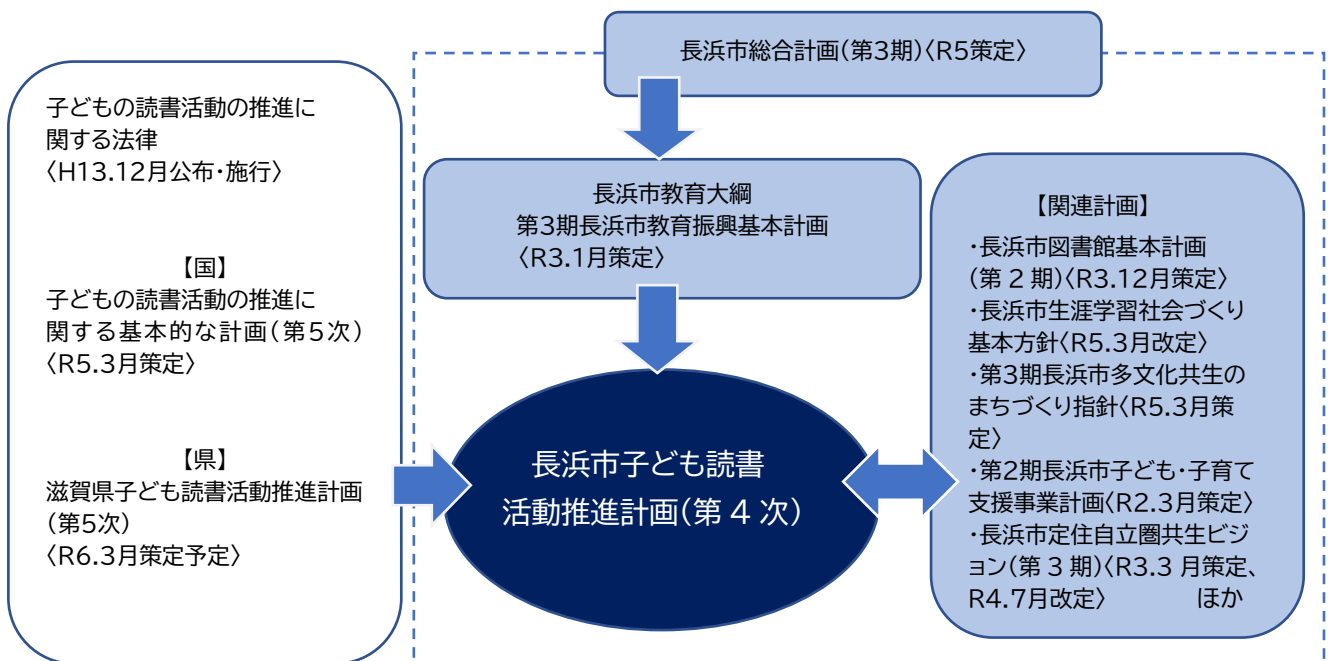 長浜市総合計画(第3期)〈R5策定〉
子どもの読書活動の推進に
関する法律
〈H13.12月公布・施行〉
【国】
子どもの読書活動の推進に
関する基本的な計画(第5次)
〈R5.3月策定〉
【県】
滋賀県子ども読書活動推進計画
(第5次)
〈R6.3月策定予定〉
長浜市教育大綱
第3期長浜市教育振興基本計画
〈R3.1月策定〉
長浜市子ども読書
活動推進計画(第 4 次)
【関連計画】
・長浜市図書館基本計画
(第 2 期)〈R3.12月策定〉
・長浜市生涯学習社会づくり
基本方針〈R5.3月改定〉
・第3期長浜市多文化共生の
まちづくり指針〈R5.3月策
定〉
・第2期長浜市子ども・子育て
支援事業計画〈R2.3月策定〉
・長浜市定住自立圏共生ビジ
ョン(第 3 期)〈R3.3 月策定、
R4.7月改定〉 ほか